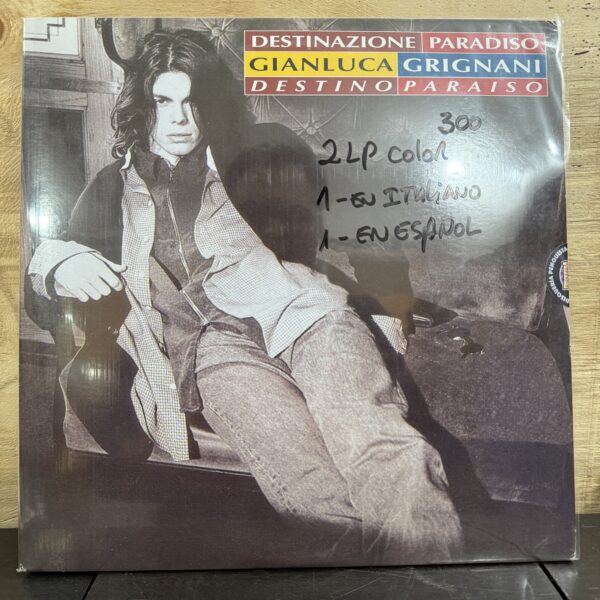 DESTINAZIONE PARADISO
GIANLUCA GRIGNANI
DESTINO PARAISO
300
2LP COLOR
1-EN ITALIANO
1-EN ESPAÑOL